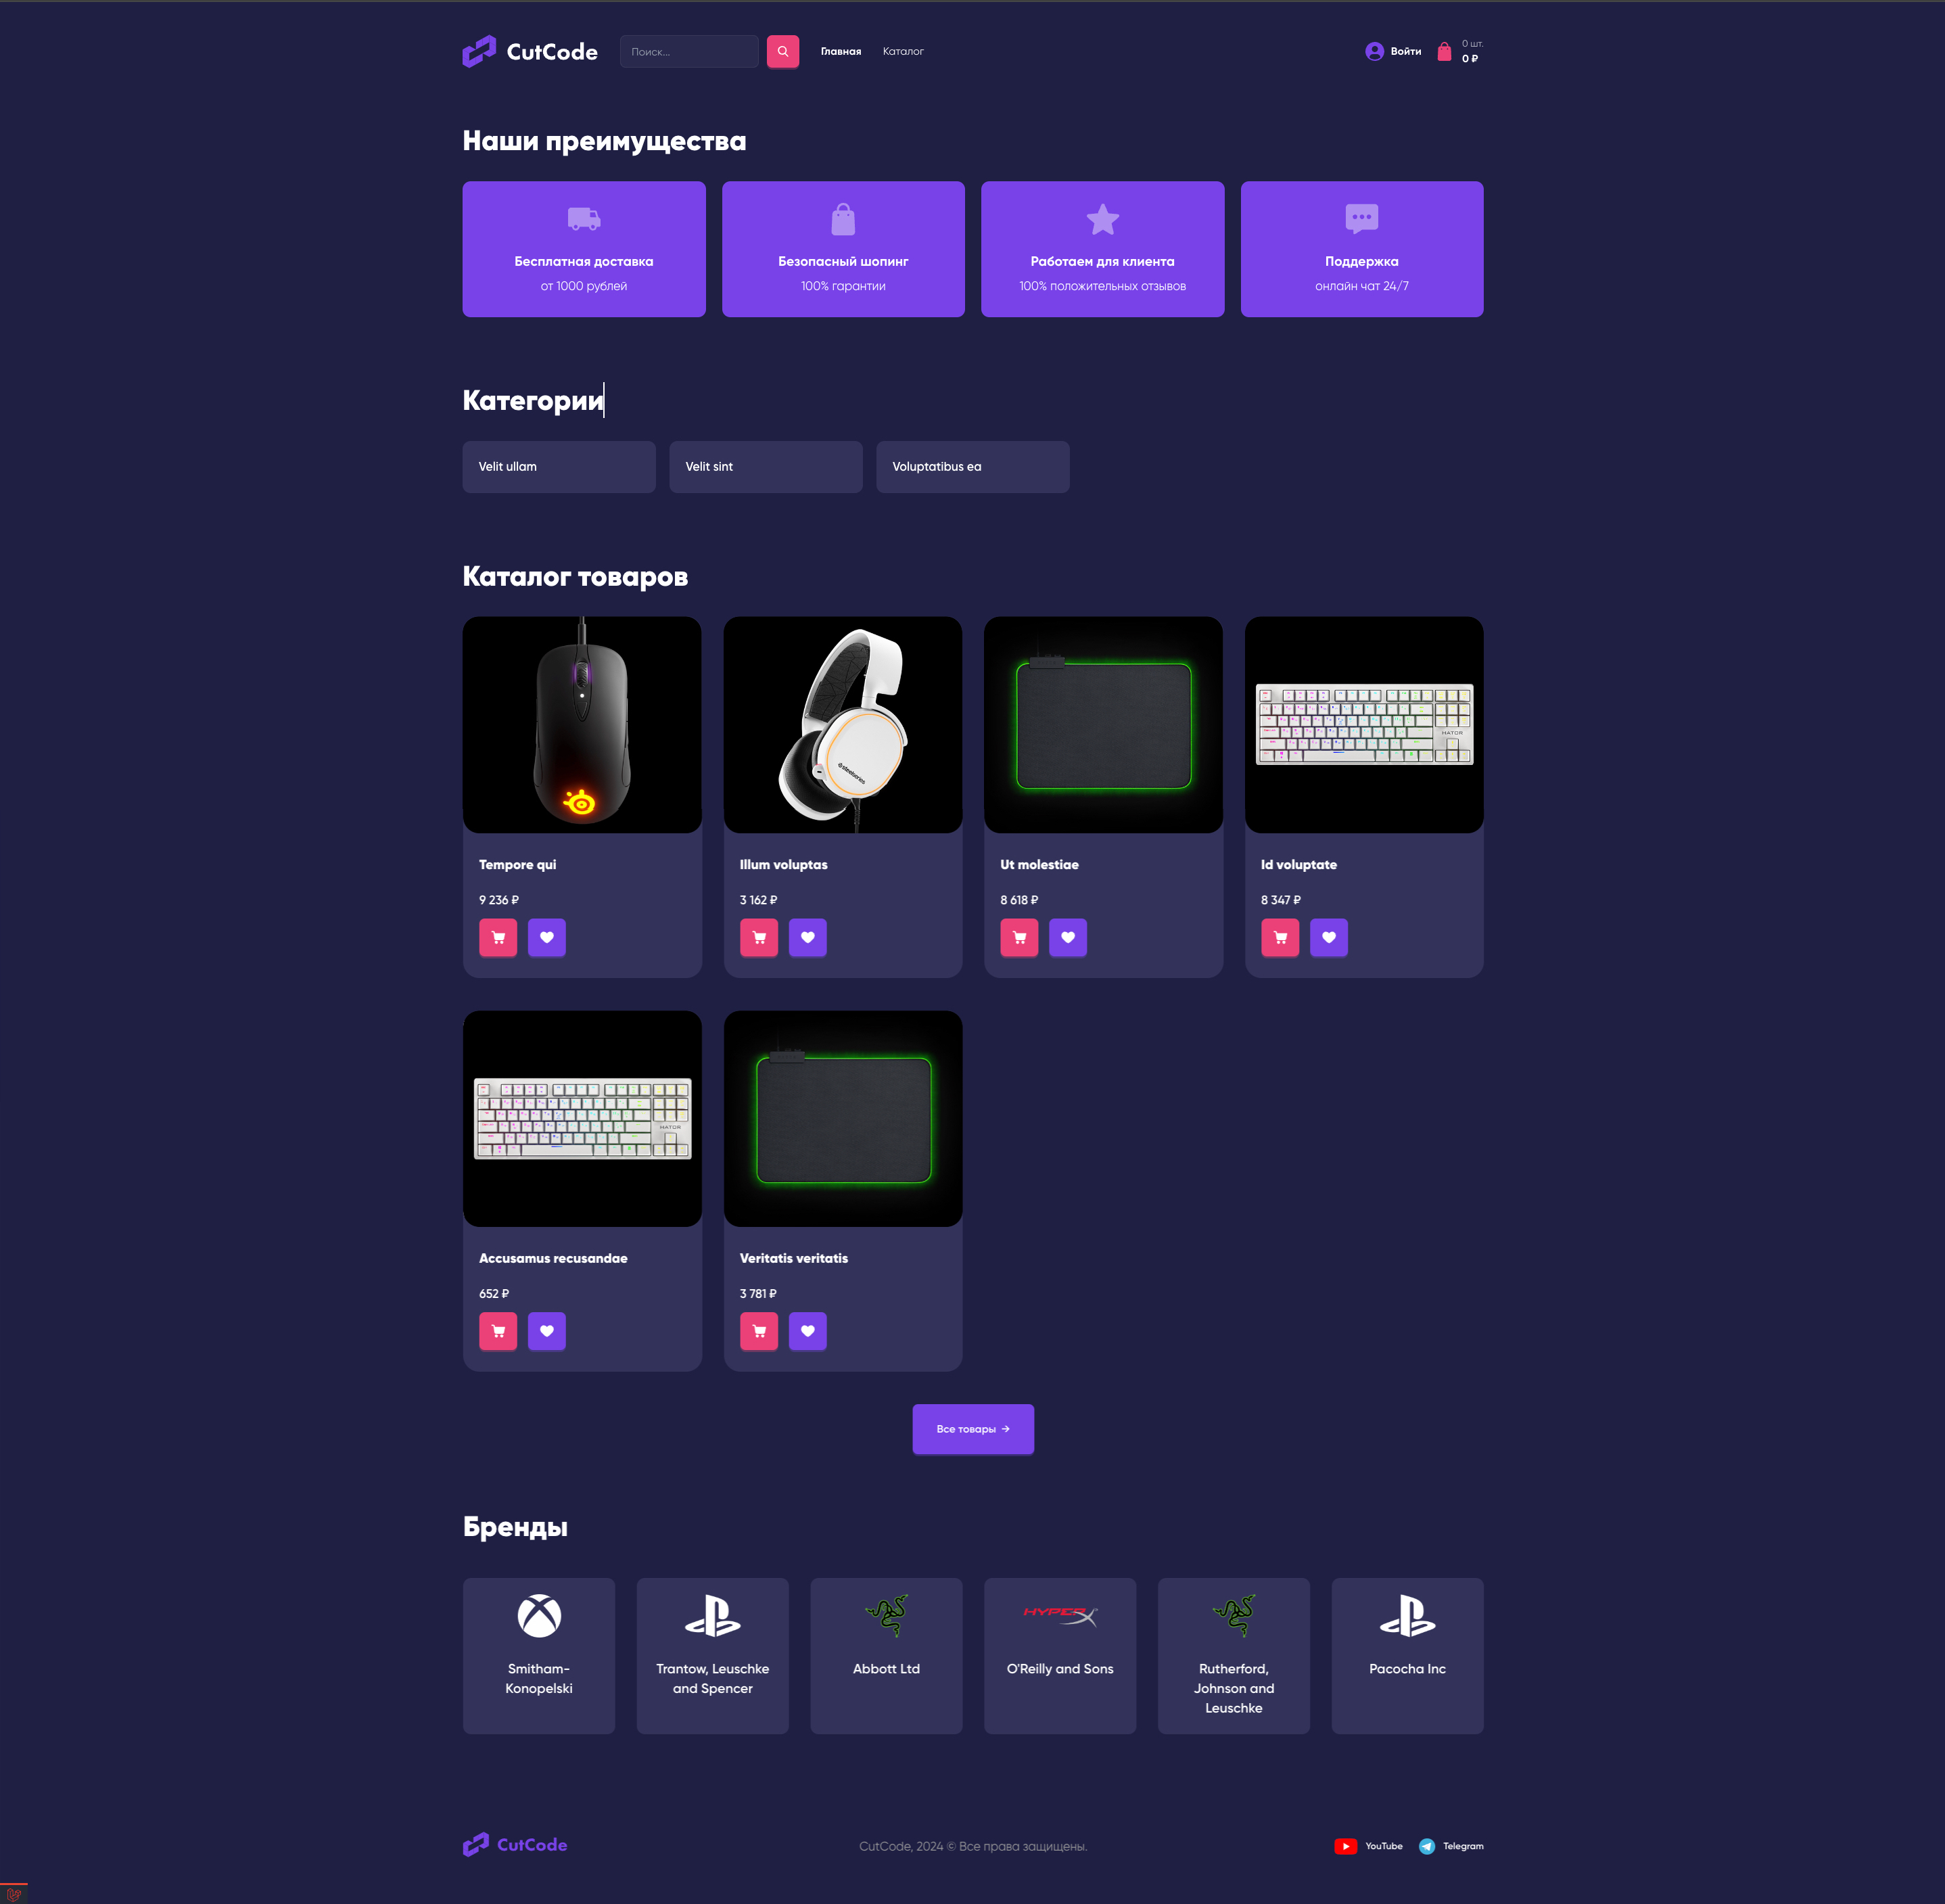 CutCode
Поиск...
Главная
Каталог
Войти
0 шт.
0 ₽
Наши преимущества
Бесплатная доставка
от 1000 рублей
Безопасный шопинг
100% гарантии
Работаем для клиента
100% положительных отзывов
Поддержка
онлайн чат 24/7
Категории
Velit ullam
Velit sint
Voluptatibus ea
Каталог товаров
steelseries
HATOR
Tempore qui
9 236 ₽
Illum voluptas
3 162 ₽
Ut molestiae
8 618 ₽
Id voluptate
8 347 ₽
HATOR
Accusamus recusandae
652 ₽
Veritatis veritatis
3 781 ₽
Все товары →
Бренды
HYPERX
Smitham-
Konopelski
Trantow, Leuschke
and Spencer
Abbott Ltd
O'Reilly and Sons
Rutherford,
Johnson and
Leuschke
Pacocha Inc
CutCode
CutCode, 2024 © Все права защищены.
YouTube
Telegram